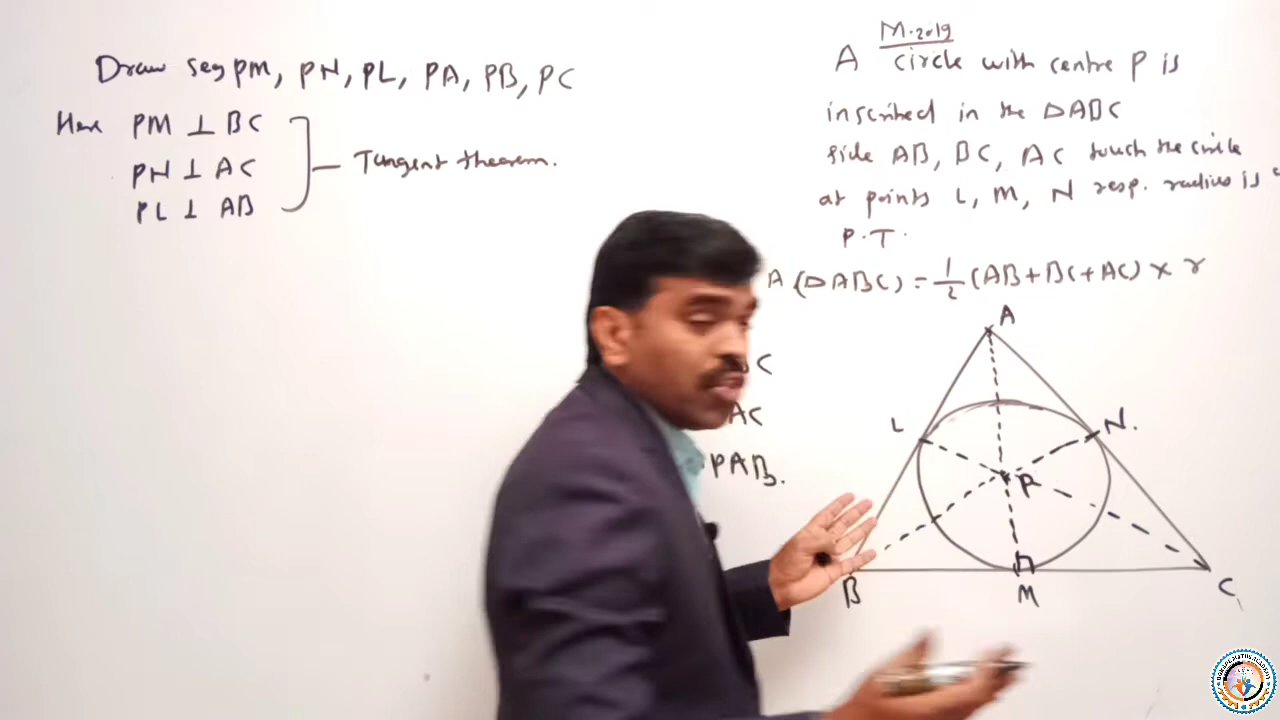 Draw seg PM, PN, PL, PA, PB, PC
Here PM ⊥ BC
PN ⊥ AC
PL ⊥ AB
Tangent theorem.
M.2019
A circle with centre P is
inscribed in the △ABC
side AB, BC, AC touch the circle
at points L, M, N resp. radius is
P.T.
A (△ABC) = 1/2 (AB + BC + AC) × r
C
AC
PAB.
A
L
N.
P
B
M
C